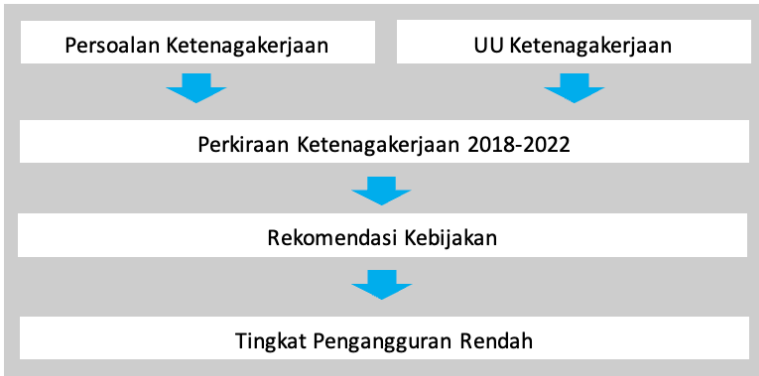 Persoalan Ketenagakerjaan
UU Ketenagakerjaan
Perkiraan Ketenagakerjaan 2018-2022
Rekomendasi Kebijakan
Tingkat Pengangguran Rendah